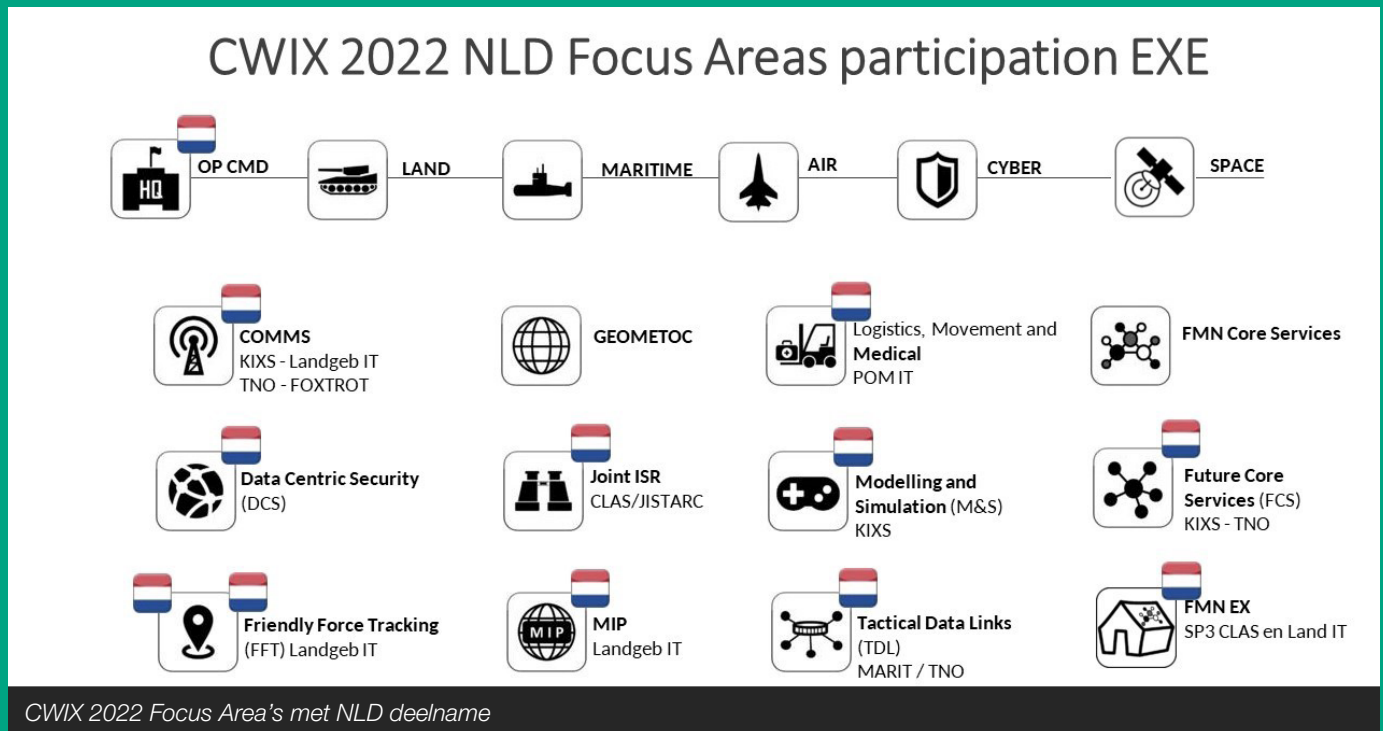 CWIX 2022 NLD Focus Areas participation EXE
HQ
OP CMD
LAND
MARITIME
AIR
CYBER
SPACE
COMMS
KIXS - Landgeb IT
TNO - FOXTROT
GEOMETOC
Logistics, Movement and
Medical
POM IT
FMN Core Services
Data Centric Security
(DCS)
Joint ISR
CLAS/JISTARC
Modelling and
Simulation (M&S)
KIXS
Future Core
Services (FCS)
KIXS - TNO
Friendly Force Tracking
(FFT) Landgeb IT
MIP
MIP
Landgeb IT
Tactical Data Links
(TDL)
MARIT / TNO
FMN EX
SP3 CLAS en Land IT
CWIX 2022 Focus Area's met NLD deelname